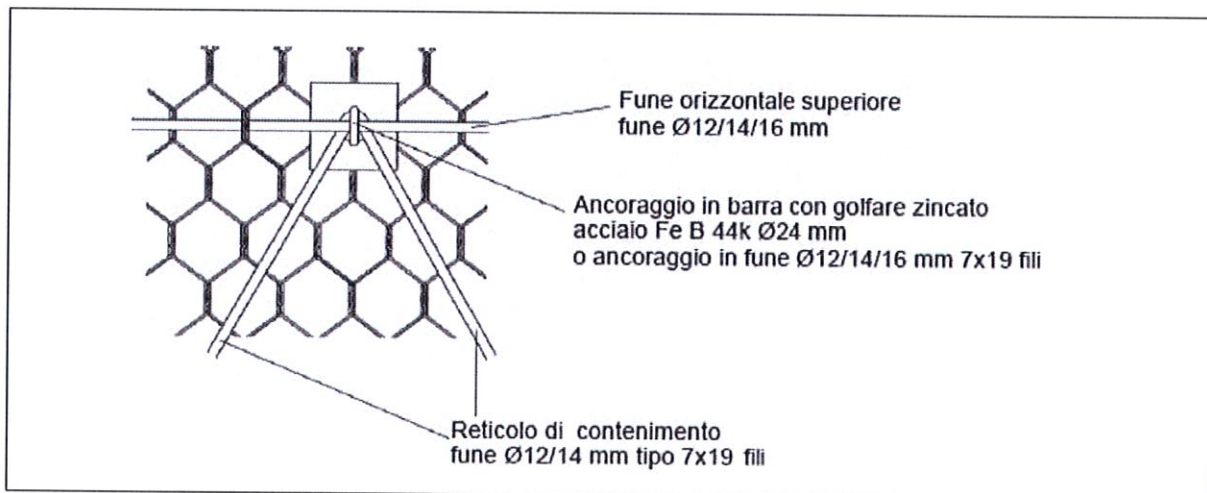 Fune orizzontale superiore
fune Ø12/14/16 mm
Ancoraggio in barra con golfare zincato
acciaio Fe B 44k Ø24 mm
o ancoraggio in fune Ø12/14/16 mm 7x19 fili
Reticolo di contenimento
fune Ø12/14 mm tipo 7x19 fili